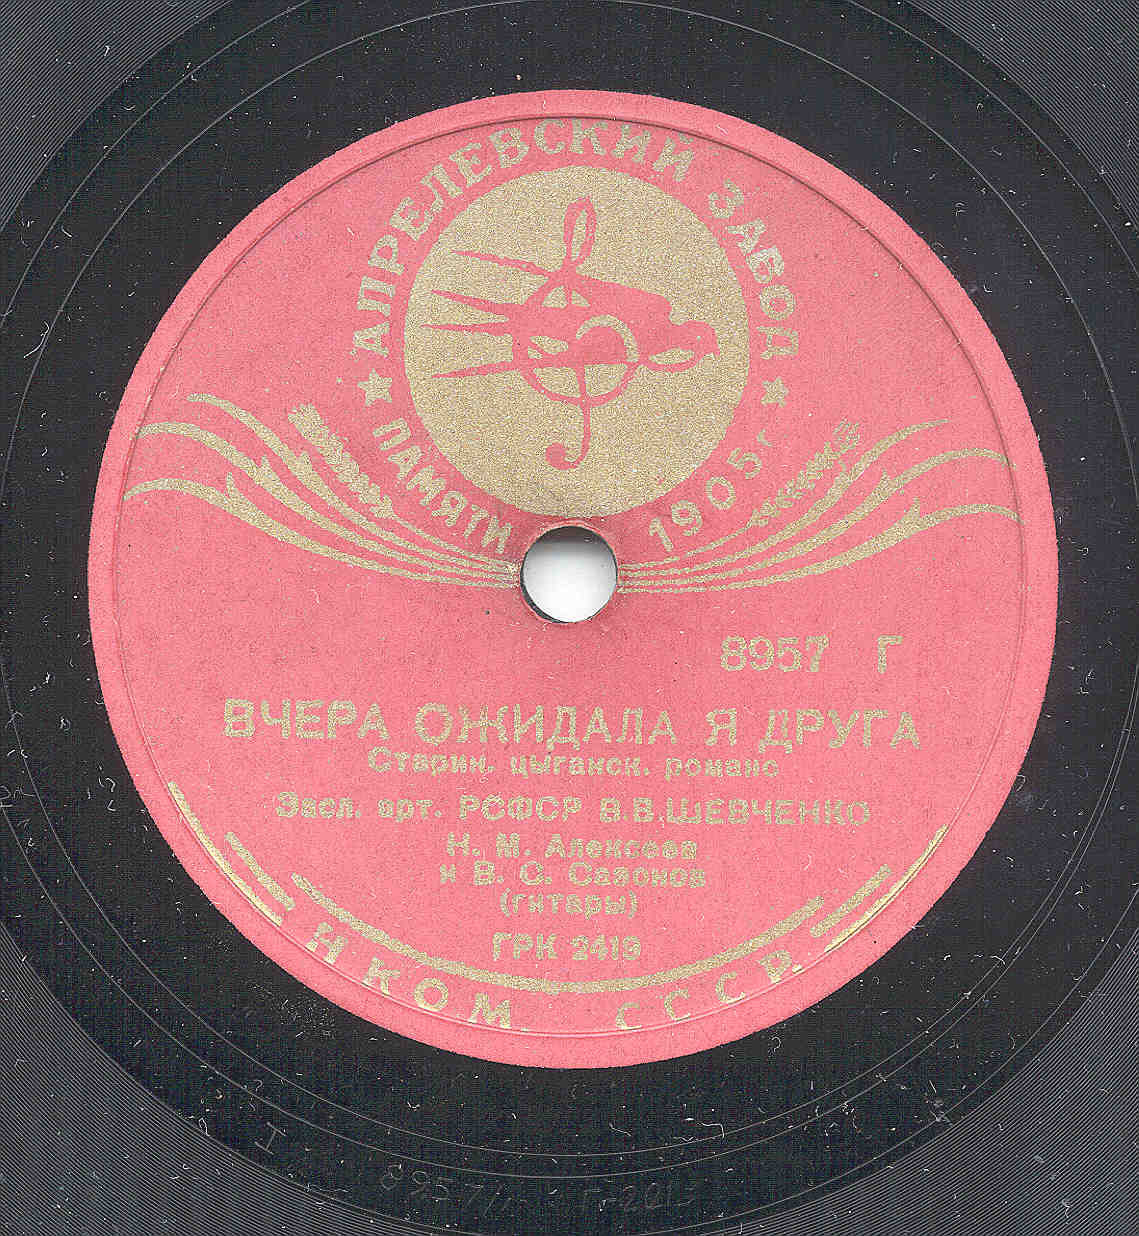 АПРЕЛЕВСКИЙ ЗАВОД
ПАМЯТИ 1905 г
8957 Г
ВЧЕРА ОЖИДАЛА Я ДРУГА
Старин. цыганск. романс
Засл. арт. РСФСР В.В.ШЕВЧЕНКО
Н. М. Алексеев
и В. С. Сазонов
(гитары)
ГРК 2419
НКОМ СССР